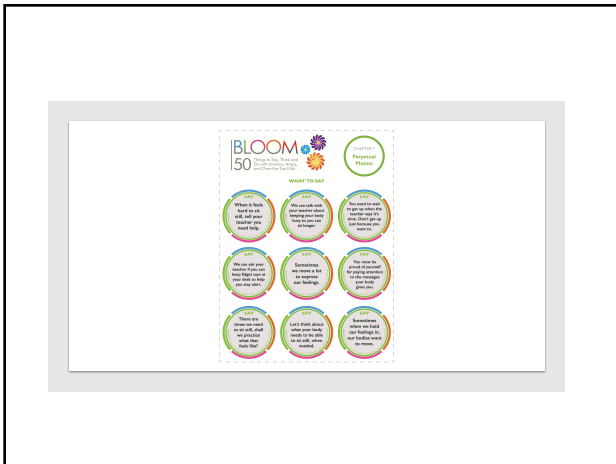 BLOOM
50 Things to Say, Think and
Do with Anxious, Angry,
and Over-the-Top Kids
CHAPTER 7
Perpetual
Motion
WHAT TO SAY
SAY
When it feels
hard to sit
still, tell your
teacher you
need help.
SAY
We can talk with
your teacher about
keeping your body
busy so you can
sit longer.
SAY
You need to wait
to get up when the
teacher says it's
time. Don't get up
just because you
want to.
SAY
We can ask your
teacher if you can
keep fidget toys at
your desk to help
you stay alert.
SAY
Sometimes
we move a lot
to express
our feelings.
SAY
You must be
proud of yourself
for paying attention
to the messages
your body
gives you.
SAY
There are
times we need
to sit still, shall
we practice
what that
feels like?
SAY
Let's think about
what your body
needs to be able
to sit still, when
needed.
SAY
Sometimes
when we hold
our feelings in,
our bodies want
to move.